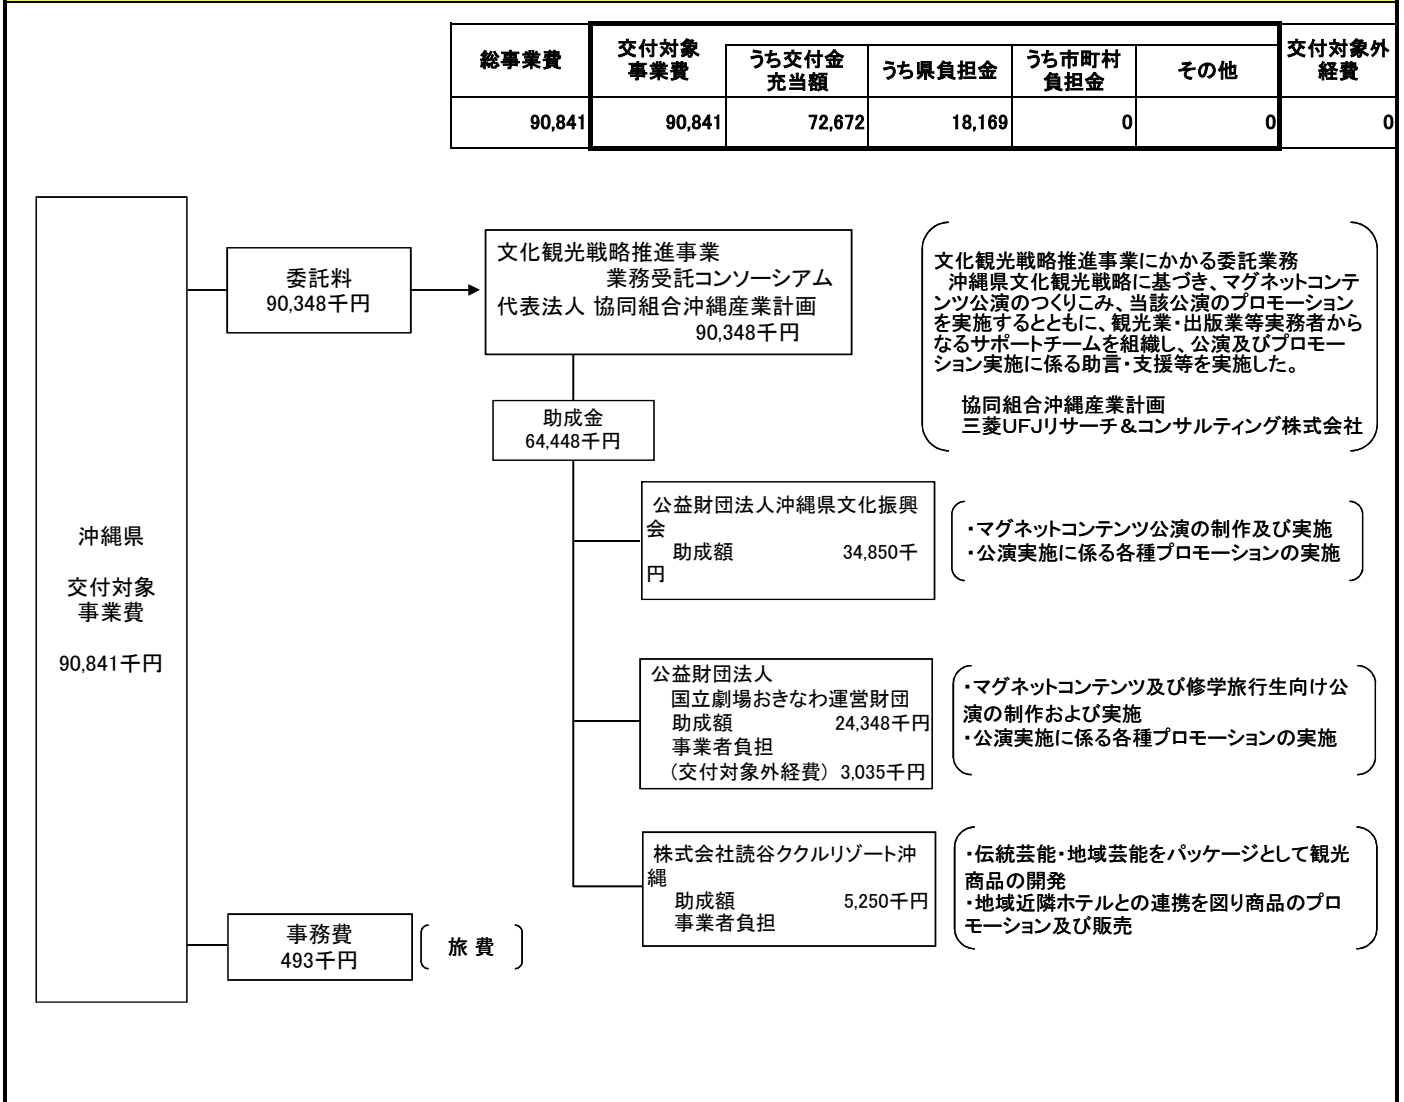 総事業費
交付対象
事業費
うち交付金
充当額
うち県負担金
うち市町村
負担金
その他
交付対象外
経費
90,841
90,841
72,672
18,169
0
0
0
沖縄県
交付対象
事業費
90,841千円
委託料
90,348千円
文化観光戦略推進事業
業務受託コンソーシアム
代表法人 協同組合沖縄産業計画
90,348千円
文化観光戦略推進事業にかかる委託業務
沖縄県文化観光戦略に基づき、マグネットコンテ
ンツ公演のつくりこみ、当該公演のプロモーション
を実施するとともに、観光業・出版業等実務者から
なるサポートチームを組織し、公演及びプロモー
ション実施に係る助言・支援等を実施した。
協同組合沖縄産業計画
三菱UFJリサーチ&コンサルティング株式会社
助成金
64,448千円
公益財団法人沖縄県文化振興
会
助成額 34,850千
円
・マグネットコンテンツ公演の制作及び実施
・公演実施に係る各種プロモーションの実施
公益財団法人
国立劇場おきなわ運営財団
助成額 24,348千円
事業者負担
(交付対象外経費) 3,035千円
・マグネットコンテンツ及び修学旅行生向け公
演の制作および実施
・公演実施に係る各種プロモーションの実施
株式会社読谷ククルリゾート沖
縄
助成額 5,250千円
事業者負担
・伝統芸能・地域芸能をパッケージとして観光
商品の開発
・地域近隣ホテルとの連携を図り商品のプロ
モーション及び販売
事務費
493千円
旅 費